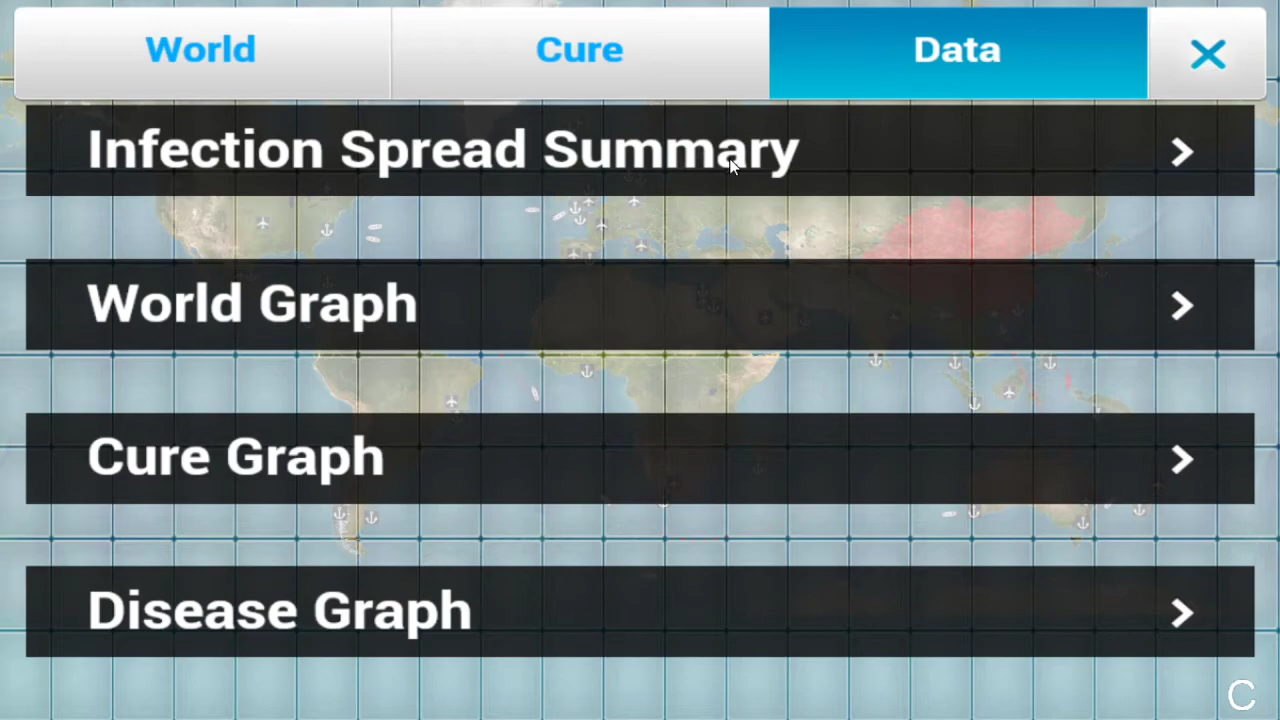 World
Cure
Data
Infection Spread Summary
World Graph
Cure Graph
Disease Graph
C